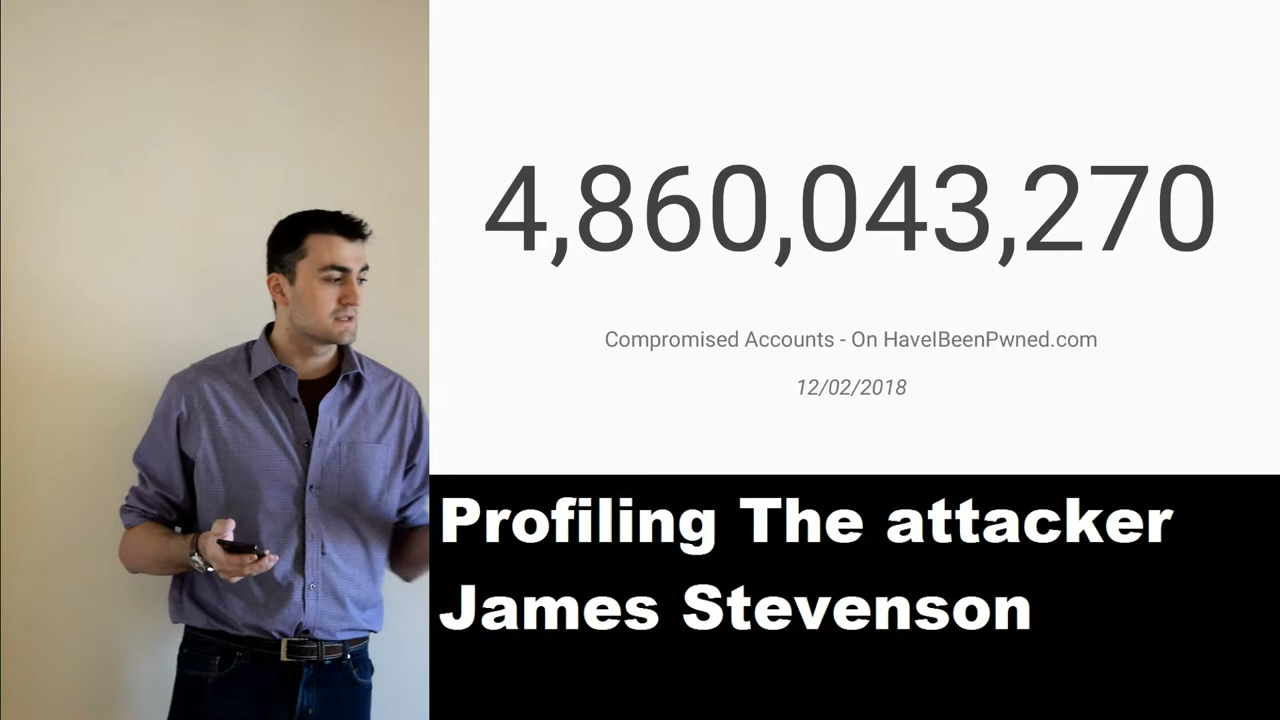 4,860,043,270
Compromised Accounts - On HaveIBeenPwned.com
12/02/2018
Profiling The attacker
James Stevenson